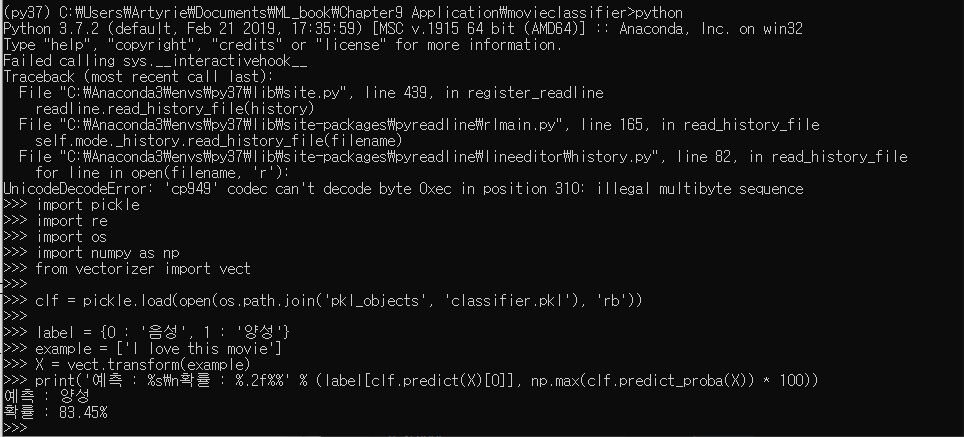 (py37) C:₩Users₩Artyrie₩Documents₩ML_book₩Chapter9 Application₩movieclassifier>python
Python 3.7.2 (default, Feb 21 2019, 17:35:59) [MSC v.1915 64 bit (AMD64)] :: Anaconda, Inc. on win32
Type "help", "copyright", "credits" or "license" for more information.
Failed calling sys.__interactivehook__
Traceback (most recent call last):
  File "C:₩Anaconda3₩envs₩py37₩lib₩site.py", line 439, in register_readline
    readline.read_history_file(history)
  File "C:₩Anaconda3₩envs₩py37₩lib₩site-packages₩pyreadline₩rlmain.py", line 165, in read_history_file
    self.mode._history.read_history_file(filename)
  File "C:₩Anaconda3₩envs₩py37₩lib₩site-packages₩pyreadline₩lineeditor₩history.py", line 82, in read_history_file
    for line in open(filename, 'r'):
UnicodeDecodeError: 'cp949' codec can't decode byte 0xec in position 310: illegal multibyte sequence
>>> import pickle
>>> import re
>>> import os
>>> import numpy as np
>>> from vectorizer import vect
>>>
>>> clf = pickle.load(open(os.path.join('pkl_objects', 'classifier.pkl'), 'rb'))
>>>
>>> label = {0 : '음성', 1 : '양성'}
>>> example = ['I love this movie']
>>> X = vect.transform(example)
>>> print('예측 : %s₩n확률 : %.2f%%' % (label[clf.predict(X)[0]], np.max(clf.predict_proba(X)) * 100))
예측 : 양성
확률 : 83.45%
>>>